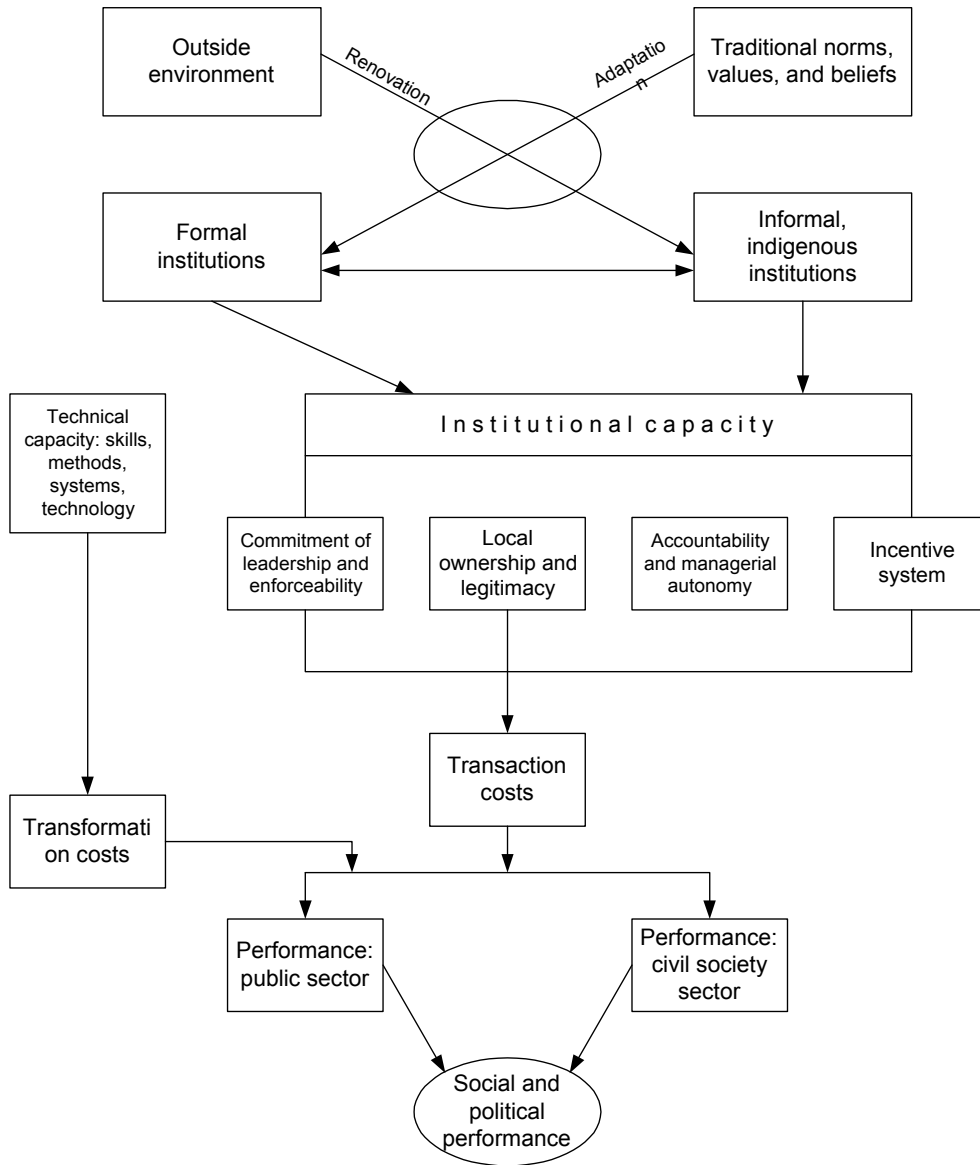 Outside
environment
Renovation
Adaptatio
n
Traditional norms,
values, and beliefs
Formal
institutions
Informal,
indigenous
institutions
Technical
capacity: skills,
methods,
systems,
technology
Institutional capacity
Commitment of
leadership and
enforceability
Local
ownership and
legitimacy
Accountability
and managerial
autonomy
Incentive
system
Transaction
costs
Transformati
on costs
Performance:
public sector
Performance:
civil society
sector
Social and
political
performance